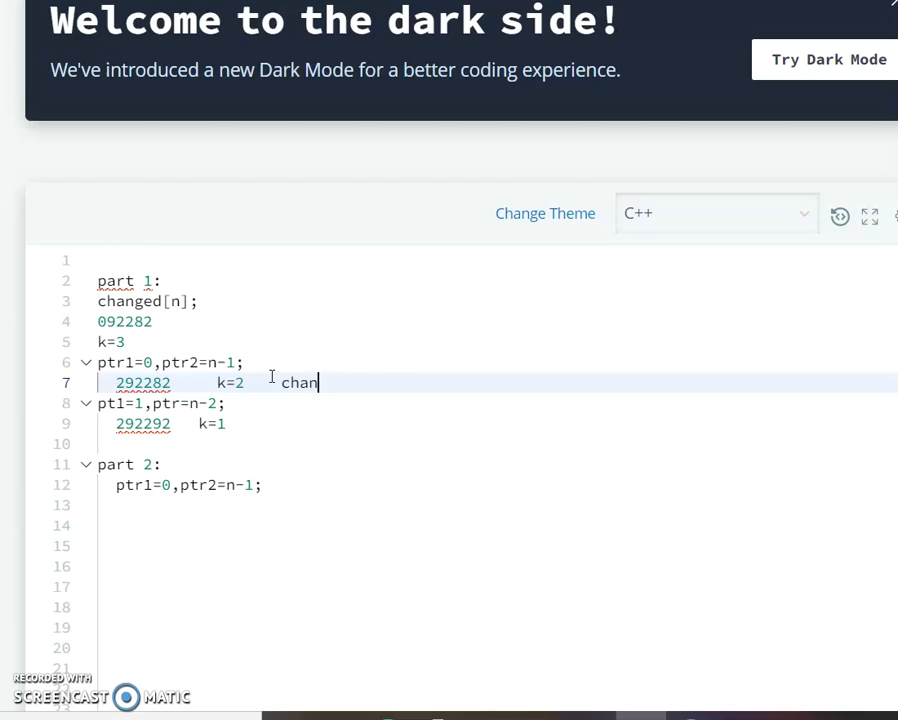 Welcome to the dark side!
We've introduced a new Dark Mode for a better coding experience.
Try Dark Mode
Change Theme
C++
1
2 part 1:
3 changed[n];
4 092282
5 k=3
6 ptr1=0,ptr2=n-1;
7 292282 k=2 chan
8 pt1=1,ptr=n-2;
9 292292 k=1
10
11 part 2:
12 ptr1=0,ptr2=n-1;
13
14
15
16
17
18
19
20
21
RECORDED WITH
SCREENCAST MATIC